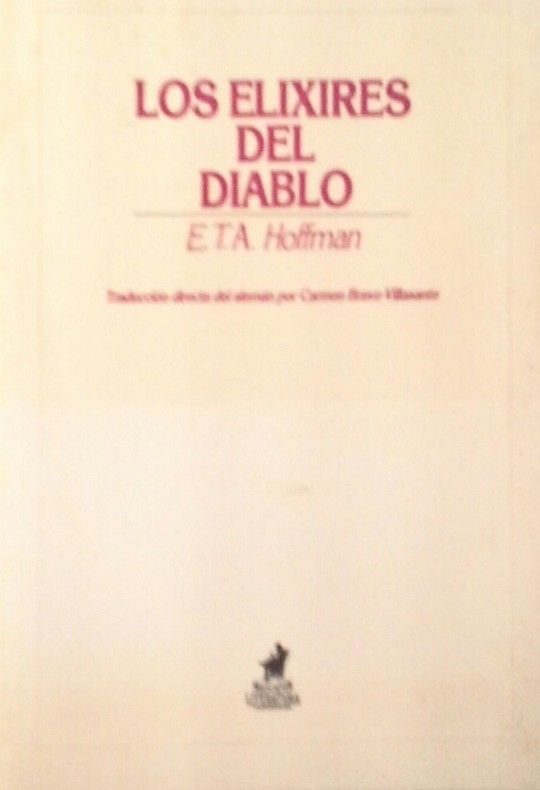 LOS ELIXIRES
DEL
DIABLO
E.T.A. Hoffman
Traducción directa del alemán por Carmen Bravo-Villasante